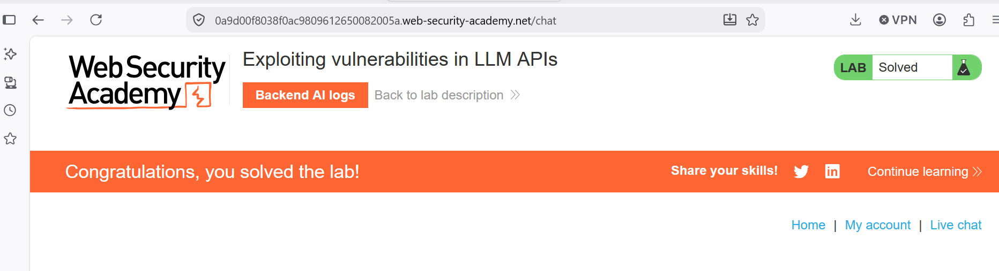 0a9d00f8038f0ac9809612650082005a.web-security-academy.net/chat
VPN
Web Security
Academy
Exploiting vulnerabilities in LLM APIs
Backend AI logs
Back to lab description
LAB Solved
Congratulations, you solved the lab!
Share your skills!
in
Continue learning
Home | My account | Live chat